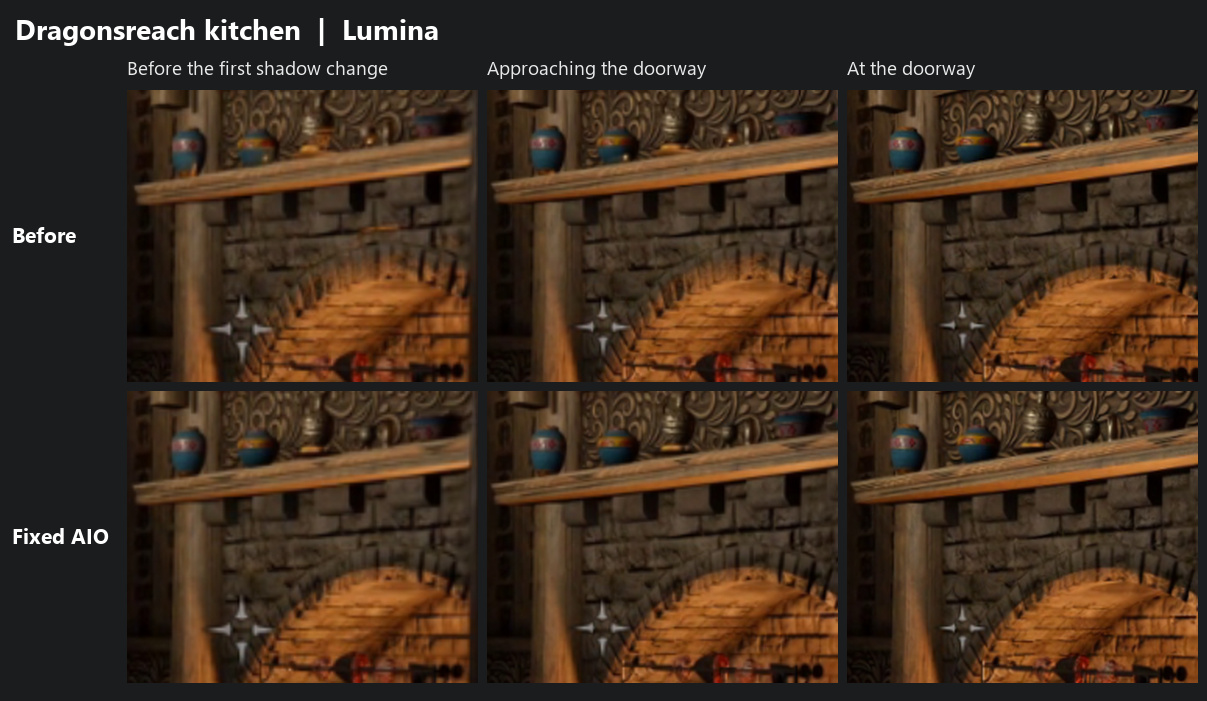 Dragonsreach kitchen | Lumina
Before the first shadow change
Approaching the doorway
At the doorway
Before
Fixed AIO